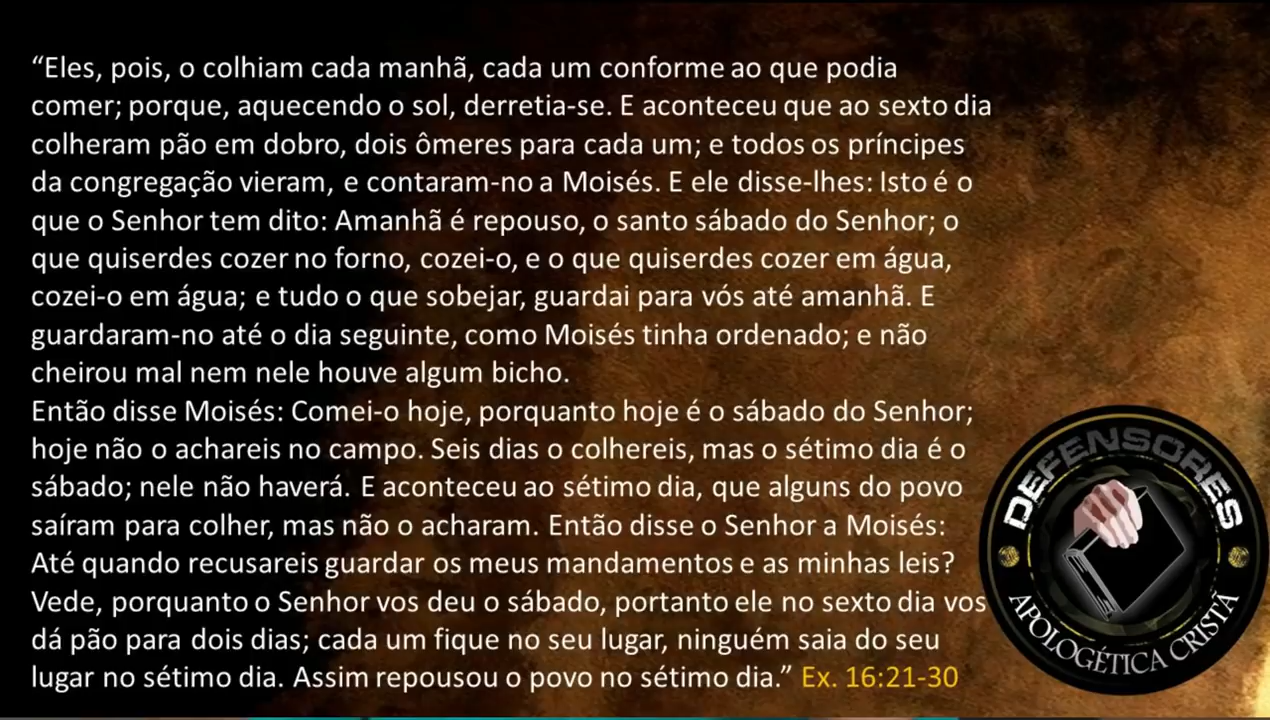 “Eles, pois, o colhiam cada manhã, cada um conforme ao que podia
comer; porque, aquecendo o sol, derretia-se. E aconteceu que ao sexto dia
colheram pão em dobro, dois ômeres para cada um; e todos os príncipes
da congregação vieram, e contaram-no a Moisés. E ele disse-lhes: Isto é o
que o Senhor tem dito: Amanhã é repouso, o santo sábado do Senhor; o
que quiserdes cozer no forno, cozei-o, e o que quiserdes cozer em água,
cozei-o em água; e tudo o que sobejar, guardai para vós até amanhã. E
guardaram-no até o dia seguinte, como Moisés tinha ordenado; e não
cheirou mal nem nele houve algum bicho.
Então disse Moisés: Comei-o hoje, porquanto hoje é o sábado do Senhor;
hoje não o achareis no campo. Seis dias o colhereis, mas o sétimo dia é o
sábado; nele não haverá. E aconteceu ao sétimo dia, que alguns do povo
saíram para colher, mas não o acharam. Então disse o Senhor a Moisés:
Até quando recusareis guardar os meus mandamentos e as minhas leis?
Vede, porquanto o Senhor vos deu o sábado, portanto ele no sexto dia vos
dá pão para dois dias; cada um fique no seu lugar, ninguém saia do seu
lugar no sétimo dia. Assim repousou o povo no sétimo dia.” Ex. 16:21-30
DEFENSORES
APOLOGÉTICA CRISTÃ